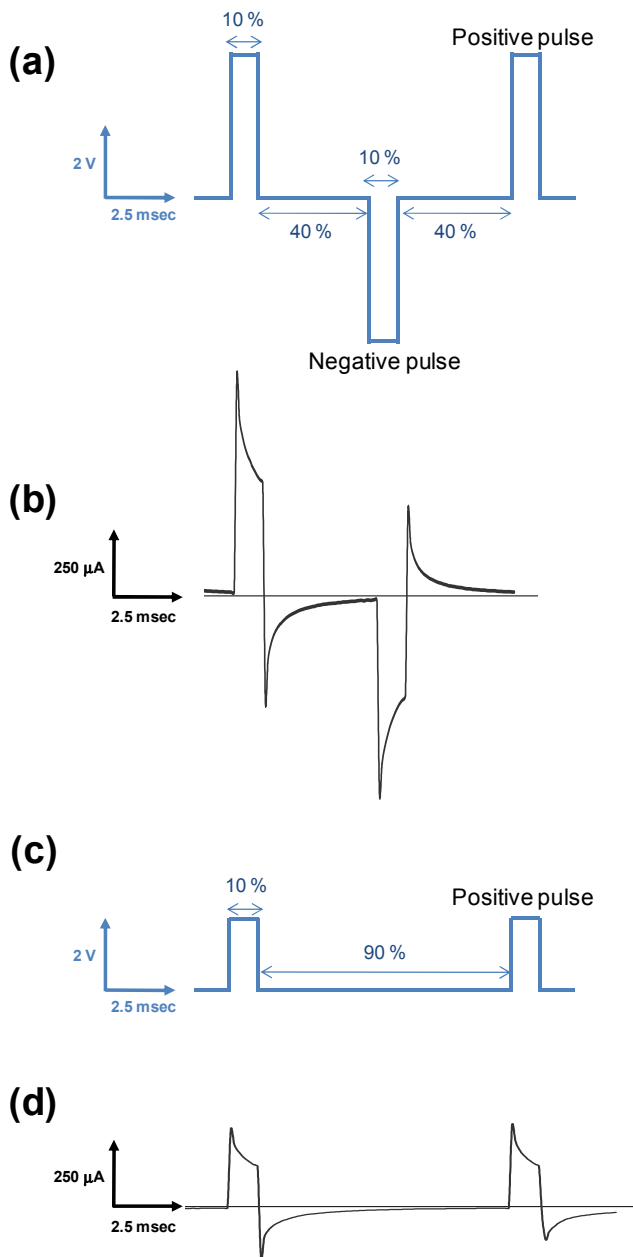 (a)
10 %
Positive pulse
2 V
2.5 msec
10 %
40 %
40 %
Negative pulse
(b)
250 µA
2.5 msec
(c)
10 %
Positive pulse
2 V
90 %
2.5 msec
(d)
250 µA
2.5 msec